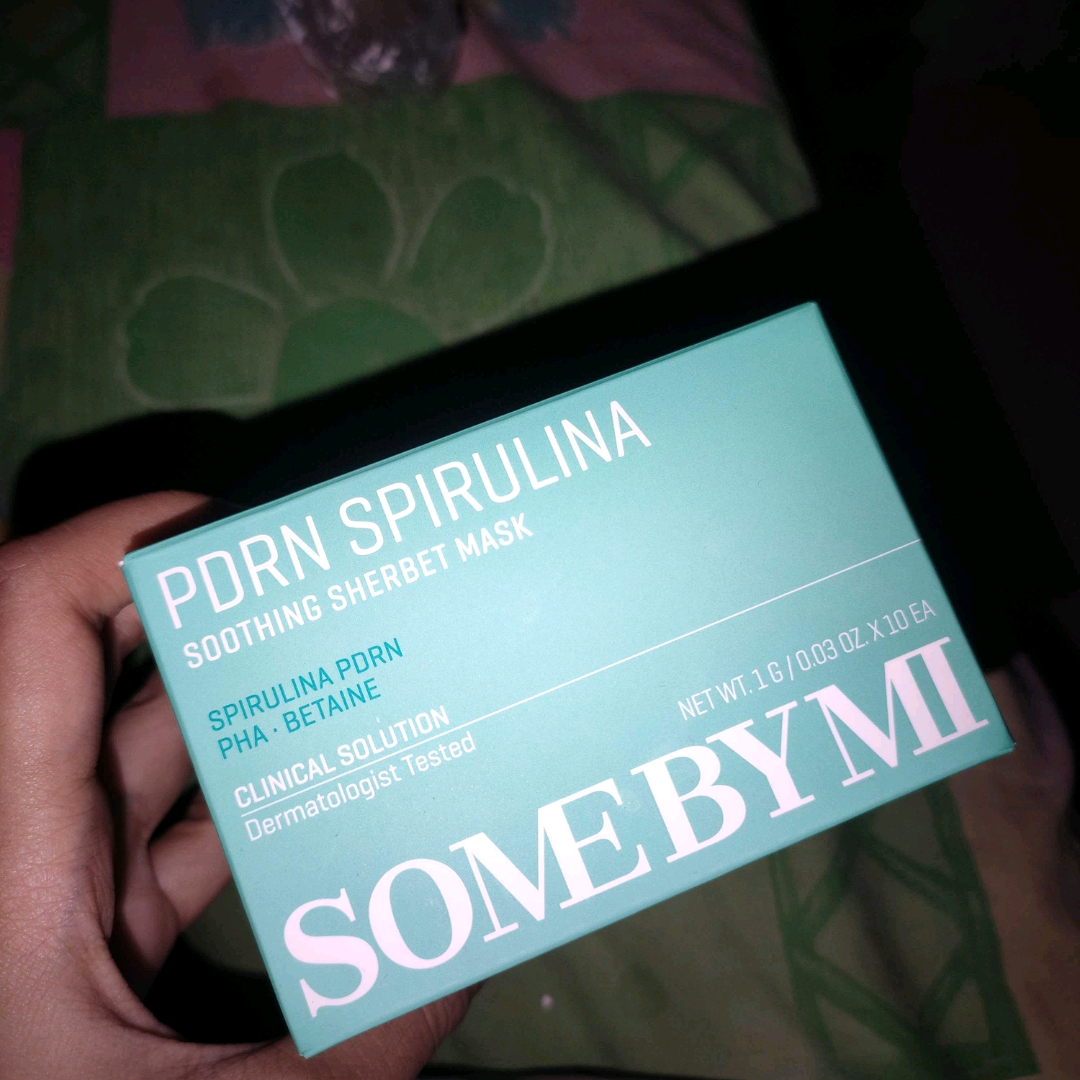 PDRN SPIRULINA
SOOTHING SHERBET MASK
SPIRULINA PDRN
PHA · BETAINE
CLINICAL SOLUTION
Dermatologist Tested
NET WT. 1 G / 0.03 OZ. X 10 EA
SOME BY MI